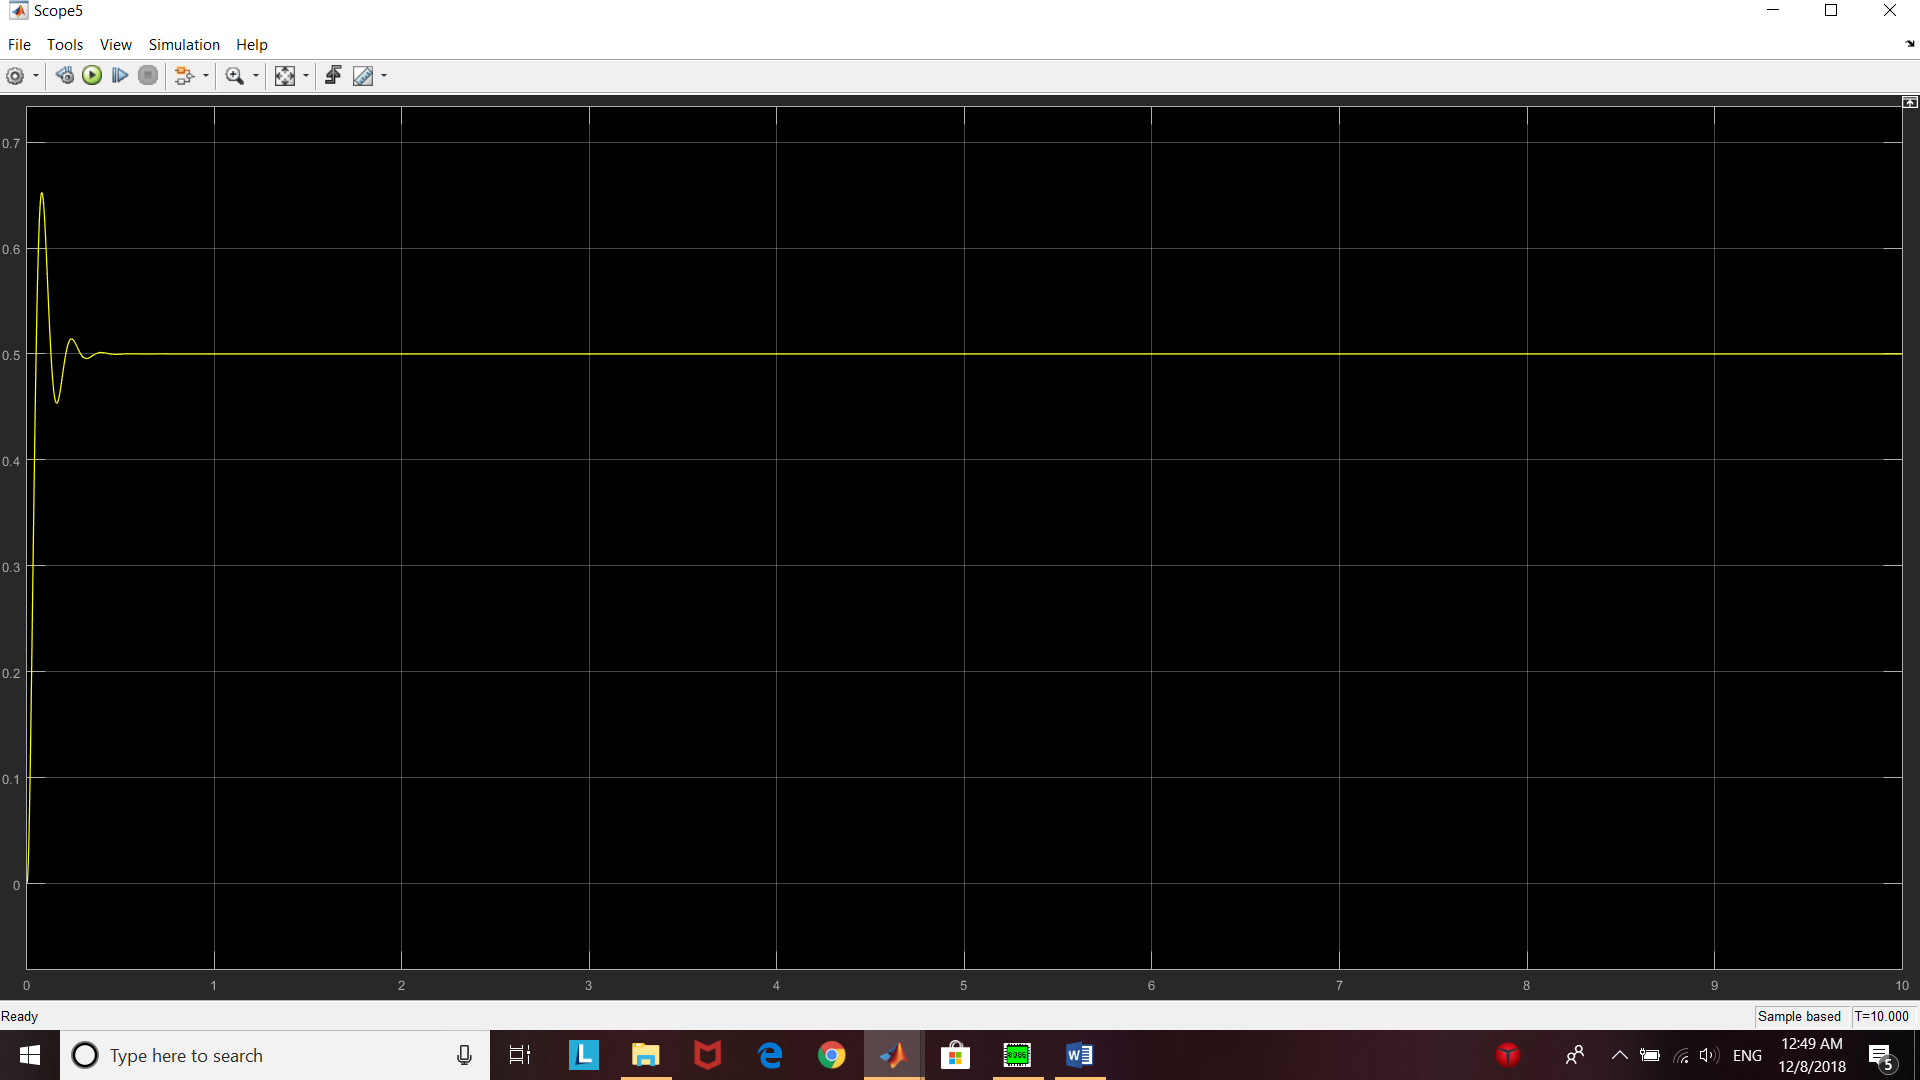 Scope5
File Tools View Simulation Help
0.7
0.6
0.5
0.4
0.3
0.2
0.1
0
0 1 2 3 4 5 6 7 8 9 10
Ready
Sample based T=10.000
Type here to search
L
8086
W
e
ENG
12:49 AM
12/8/2018
5